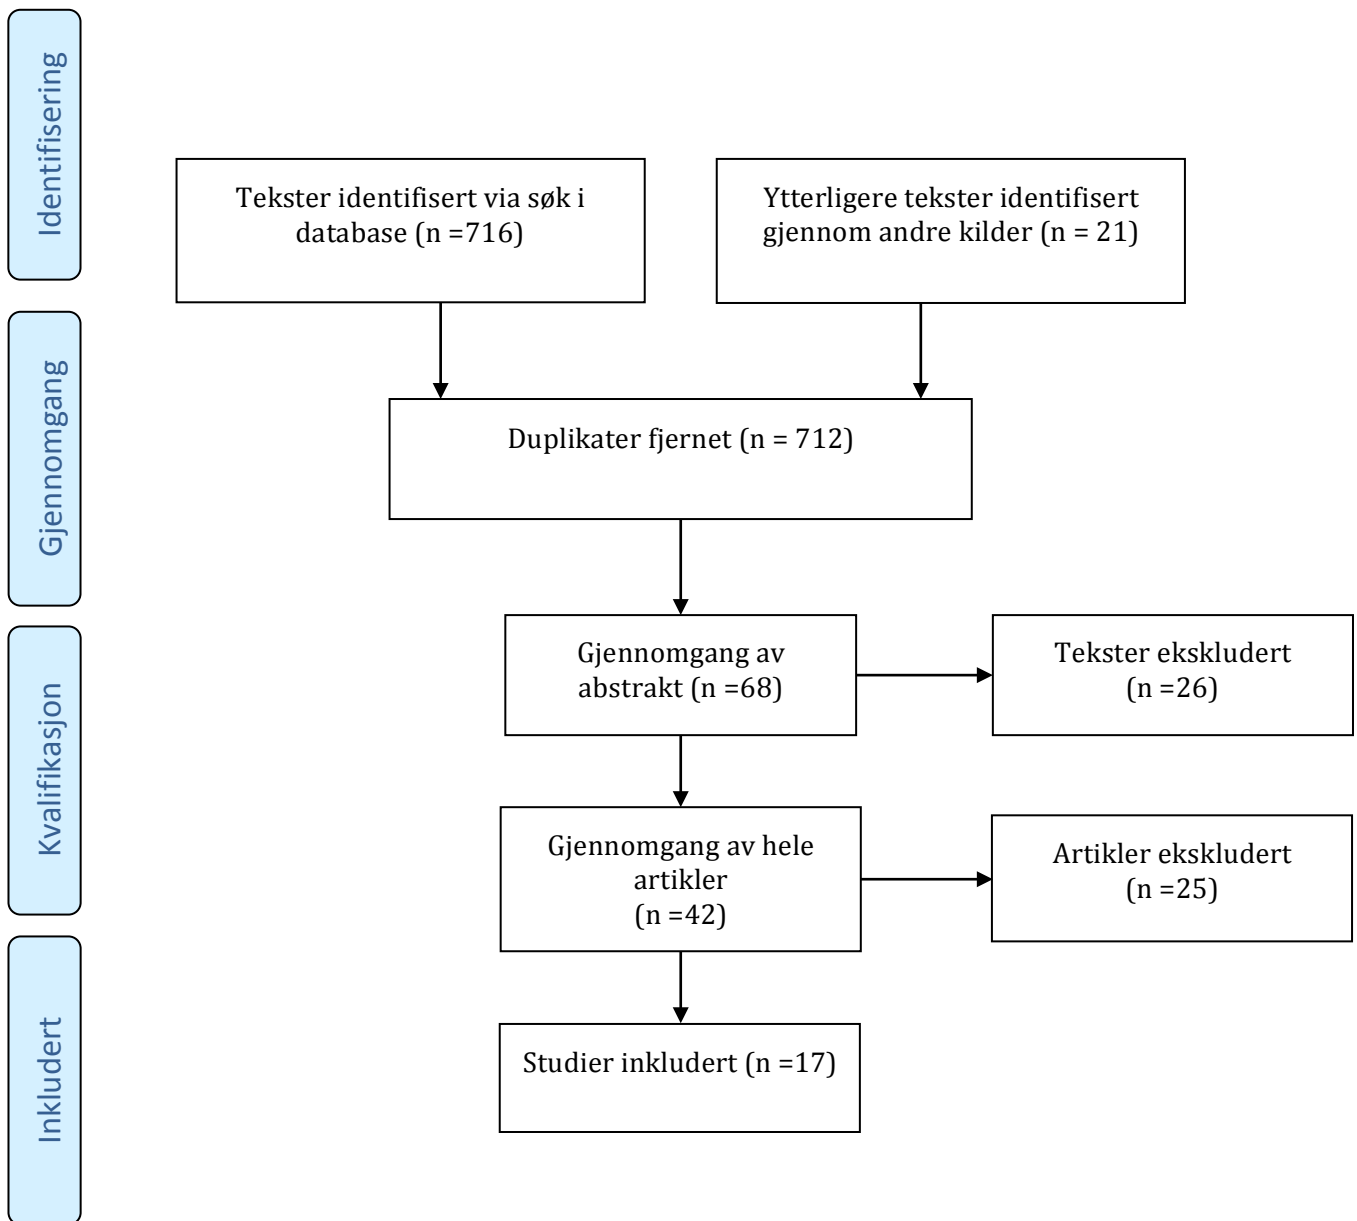 Identifisering
Tekster identifisert via søk i
database (n =716)
Ytterligere tekster identifisert
gjennom andre kilder (n = 21)
Gjennomgang
Duplikater fjernet (n = 712)
Kvalifikasjon
Gjennomgang av
abstrakt (n =68)
Tekster ekskludert
(n =26)
Gjennomgang av hele
artikler
(n =42)
Artikler ekskludert
(n =25)
Inkludert
Studier inkludert (n =17)